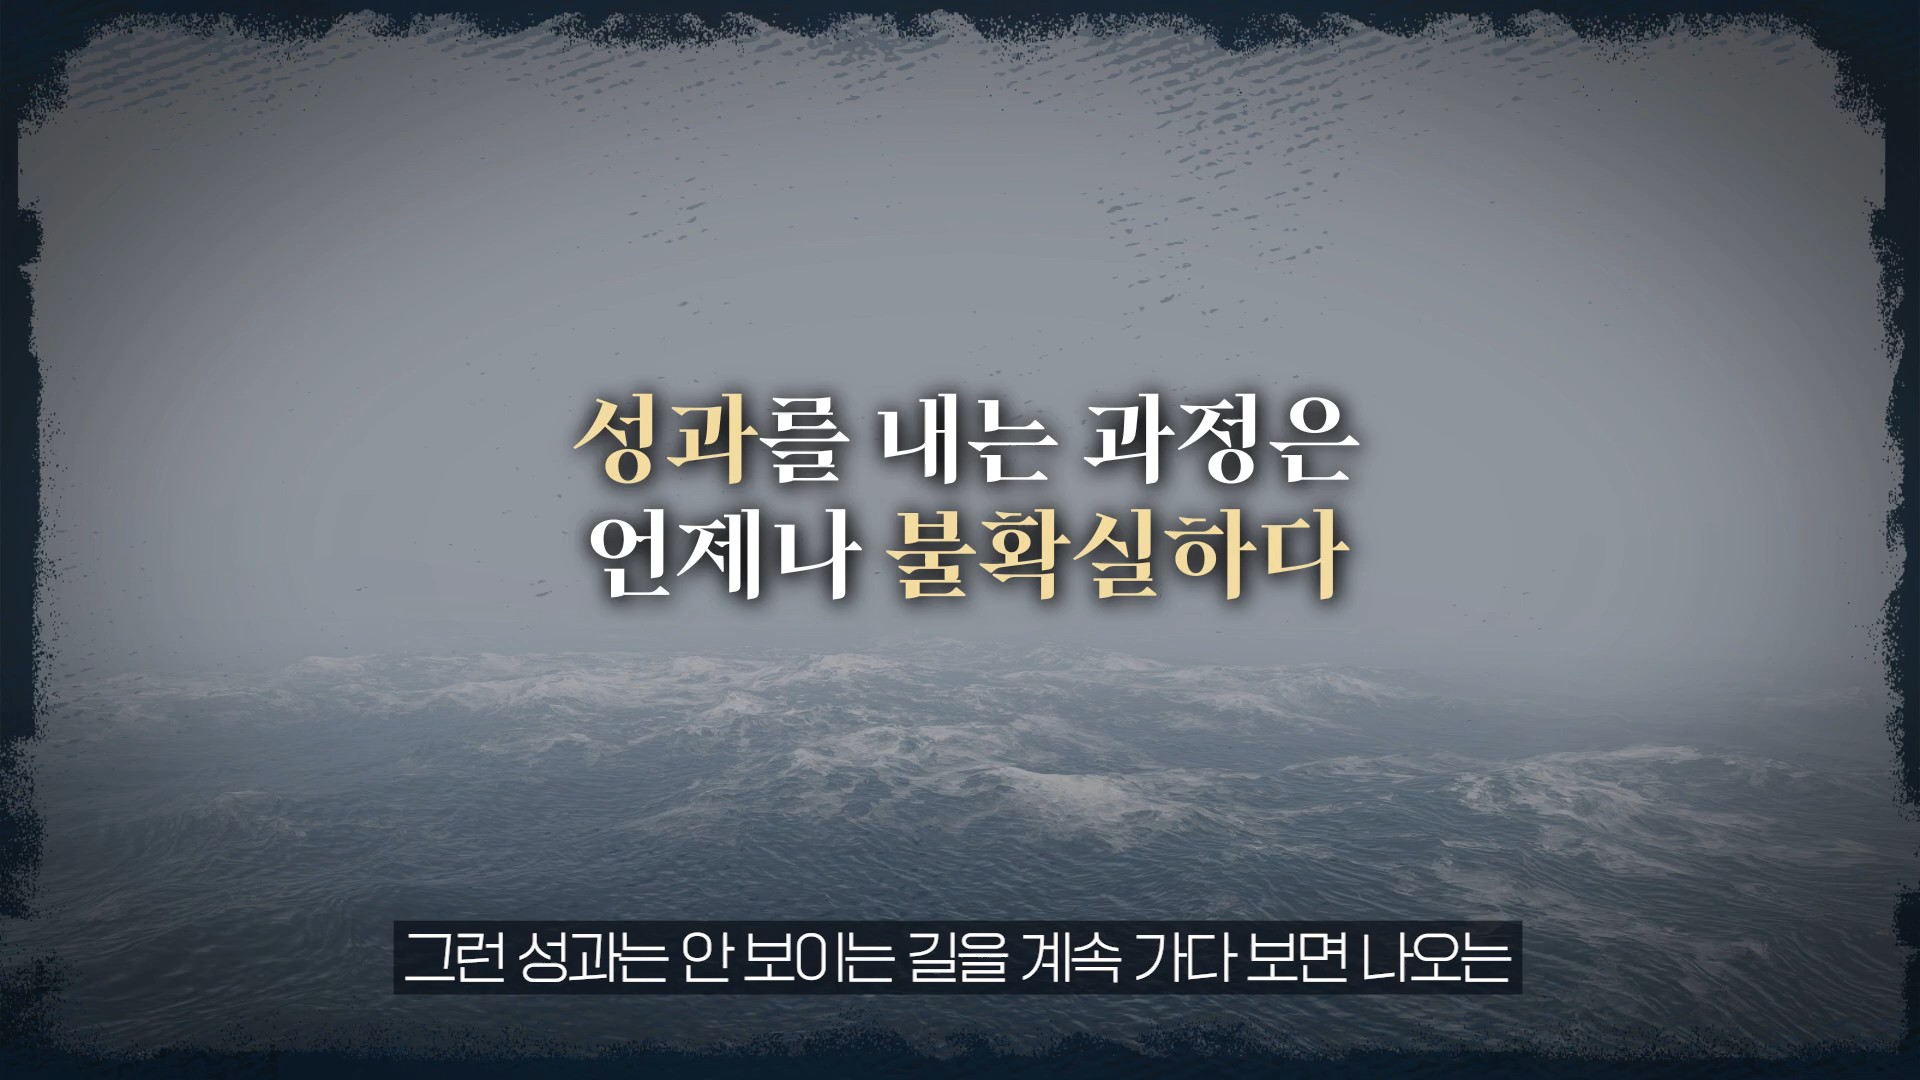 성과를 내는 과정은
언제나 불확실하다
그런 성과는 안 보이는 길을 계속 가다 보면 나오는